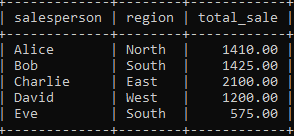 | salesperson | region | total_sale |
| Alice | North | 1410.00 |
| Bob | South | 1425.00 |
| Charlie | East | 2100.00 |
| David | West | 1200.00 |
| Eve | South | 575.00 |